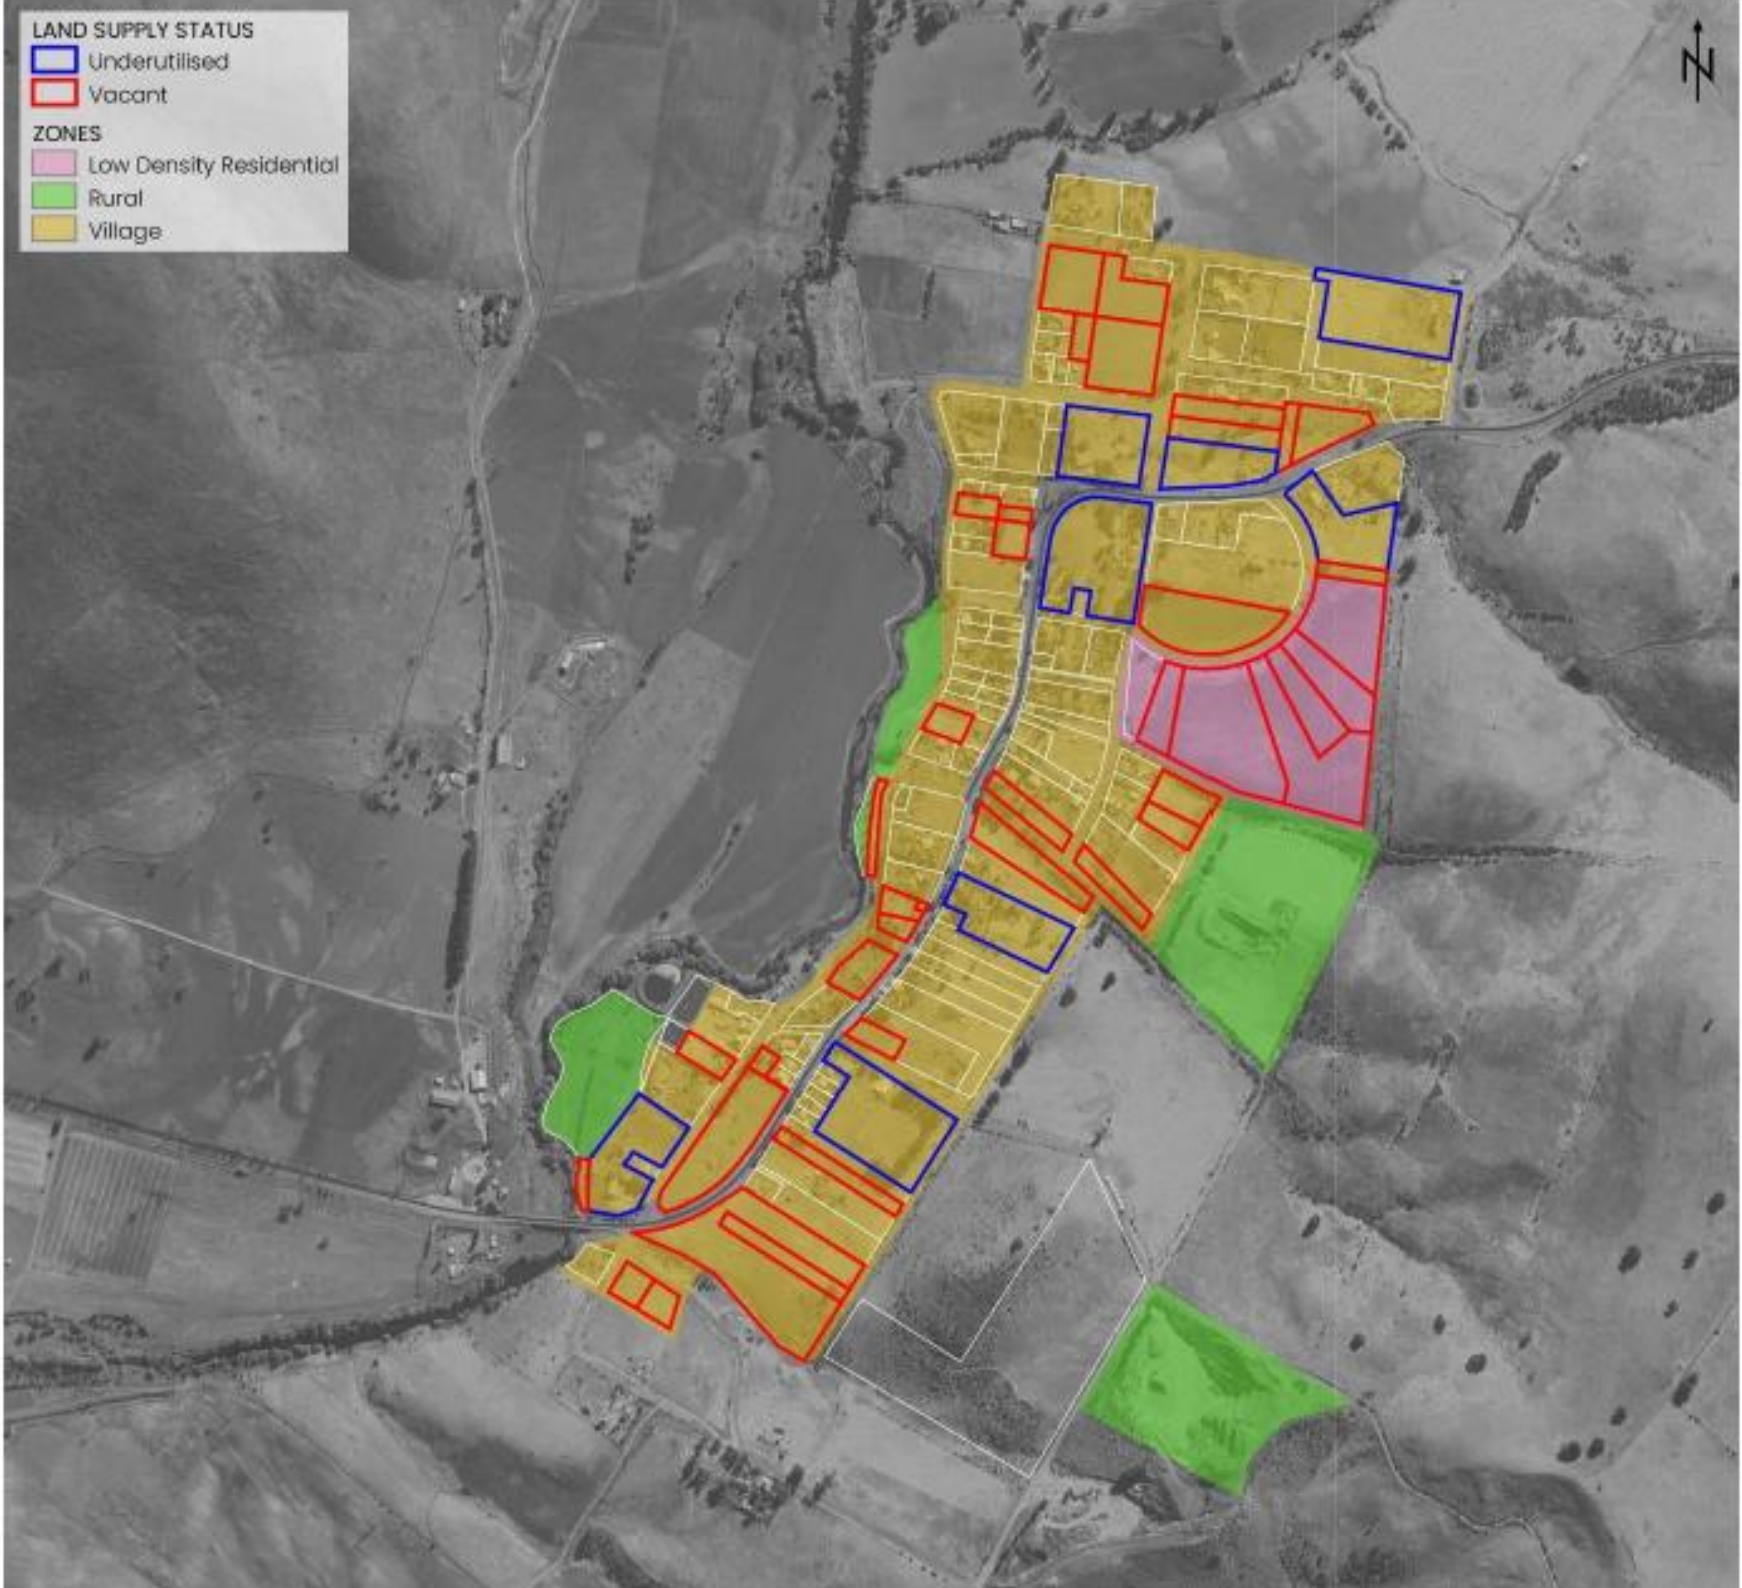 LAND SUPPLY STATUS
Underutilised
Vacant
ZONES
Low Density Residential
Rural
Village
N